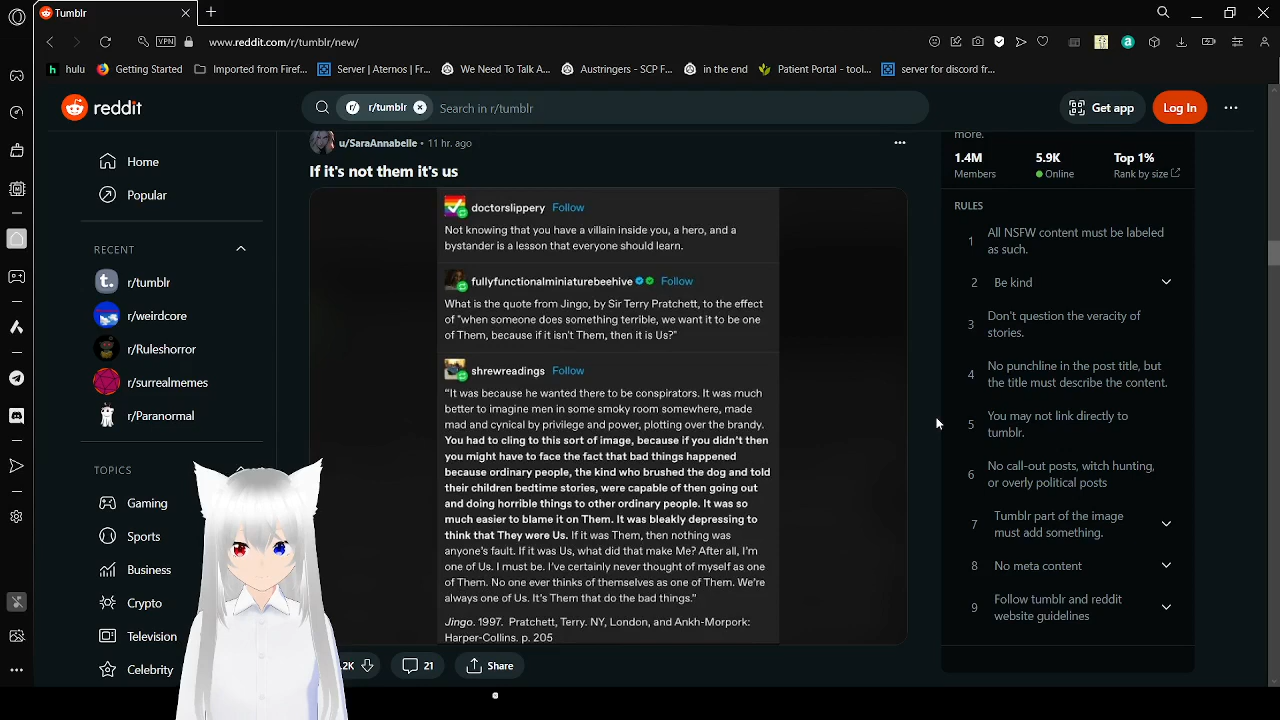 Tumblr
www.reddit.com/r/tumblr/new/
VPN
hulu
Getting Started
Imported from Firef...
Server | Aternos | Fr...
We Need To Talk A...
Austringers - SCP F...
in the end
Patient Portal - tool...
server for discord fr...
reddit
r/tumblr
Search in r/tumblr
Get app
Log In
Home
Popular
RECENT
r/tumblr
r/weirdcore
r/Ruleshorror
r/surrealmemes
r/Paranormal
TOPICS
Gaming
Sports
Business
Crypto
Television
Celebrity
u/SaraAnnabelle • 11 hr. ago
If it's not them it's us
doctorslippery Follow
Not knowing that you have a villain inside you, a hero, and a
bystander is a lesson that everyone should learn.
fullyfunctionalminiaturebeehive Follow
What is the quote from Jingo, by Sir Terry Pratchett, to the effect
of "when someone does something terrible, we want it to be one
of Them, because if it isn't Them, then it is Us?"
shrewreadings Follow
"It was because he wanted there to be conspirators. It was much
better to imagine men in some smoky room somewhere, made
mad and cynical by privilege and power, plotting over the brandy.
You had to cling to this sort of image, because if you didn't then
you might have to face the fact that bad things happened
because ordinary people, the kind who brushed the dog and told
their children bedtime stories, were capable of then going out
and doing horrible things to other ordinary people. It was so
much easier to blame it on Them. It was bleakly depressing to
think that They were Us. If it was Them, then nothing was
anyone's fault. If it was Us, what did that make Me? After all, I'm
one of Us. I must be. I've certainly never thought of myself as one
of Them. No one ever thinks of themselves as one of Them. We're
always one of Us. It's Them that do the bad things."
Jingo. 1997. Pratchett, Terry. NY, London, and Ankh-Morpork:
Harper-Collins. p. 205
2K
21
Share
more.
1.4M 5.9K Top 1%
Members Online Rank by size
RULES
1 All NSFW content must be labeled
as such.
2 Be kind
3 Don't question the veracity of
stories.
4 No punchline in the post title, but
the title must describe the content.
5 You may not link directly to
tumblr.
6 No call-out posts, witch hunting,
or overly political posts
7 Tumblr part of the image
must add something.
8 No meta content
9 Follow tumblr and reddit
website guidelines